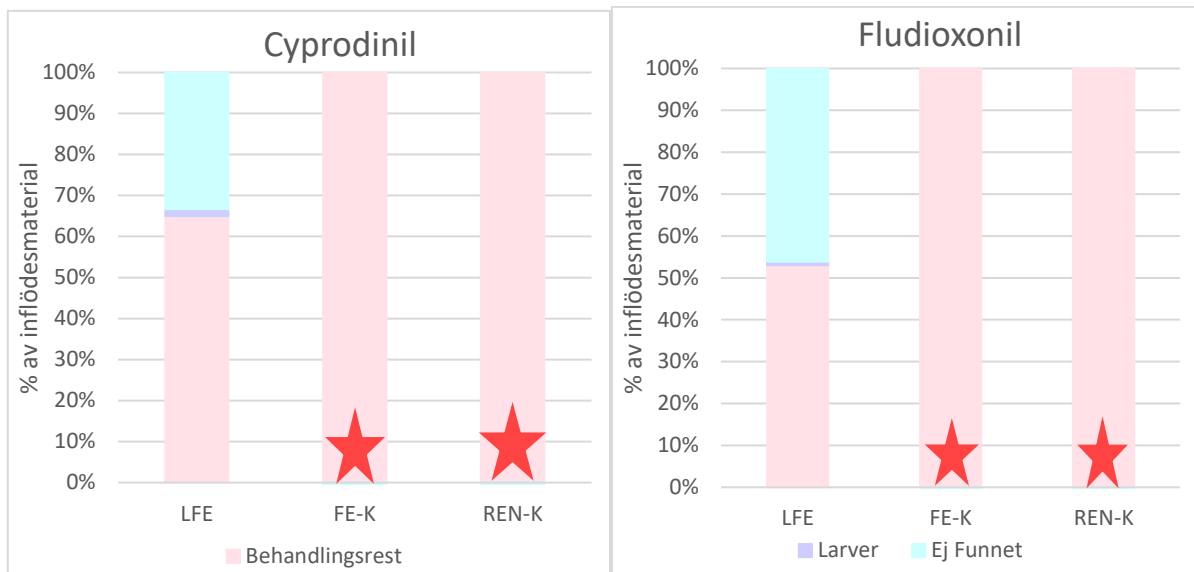 Cyprodinil
% av inflödesmaterial
100%
90%
80%
70%
60%
50%
40%
30%
20%
10%
0%
LFE FE-K REN-K
Behandlingsrest
Fludioxonil
% av inflödesmaterial
100%
90%
80%
70%
60%
50%
40%
30%
20%
10%
0%
LFE FE-K REN-K
Larver Ej Funnet